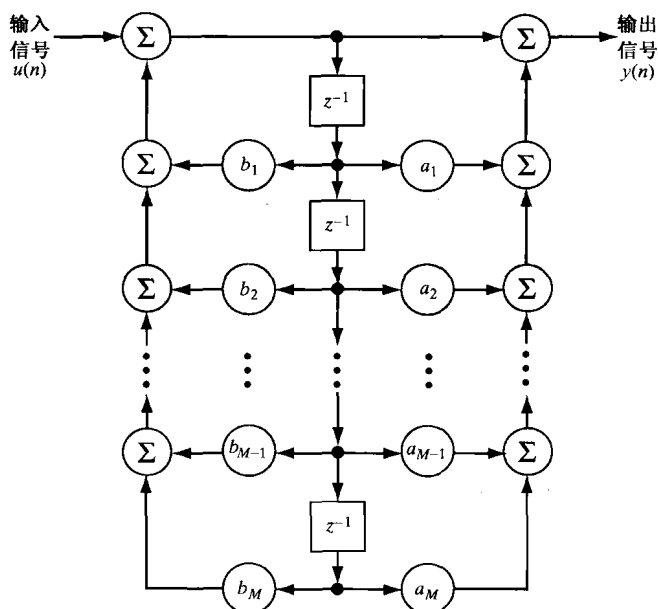 输入
信号
u(n)
Σ
Σ
输出
信号
y(n)
z⁻¹
Σ
b₁
a₁
Σ
z⁻¹
Σ
b₂
a₂
Σ
Σ
b_{M−1}
a_{M−1}
Σ
z⁻¹
b_M
a_M